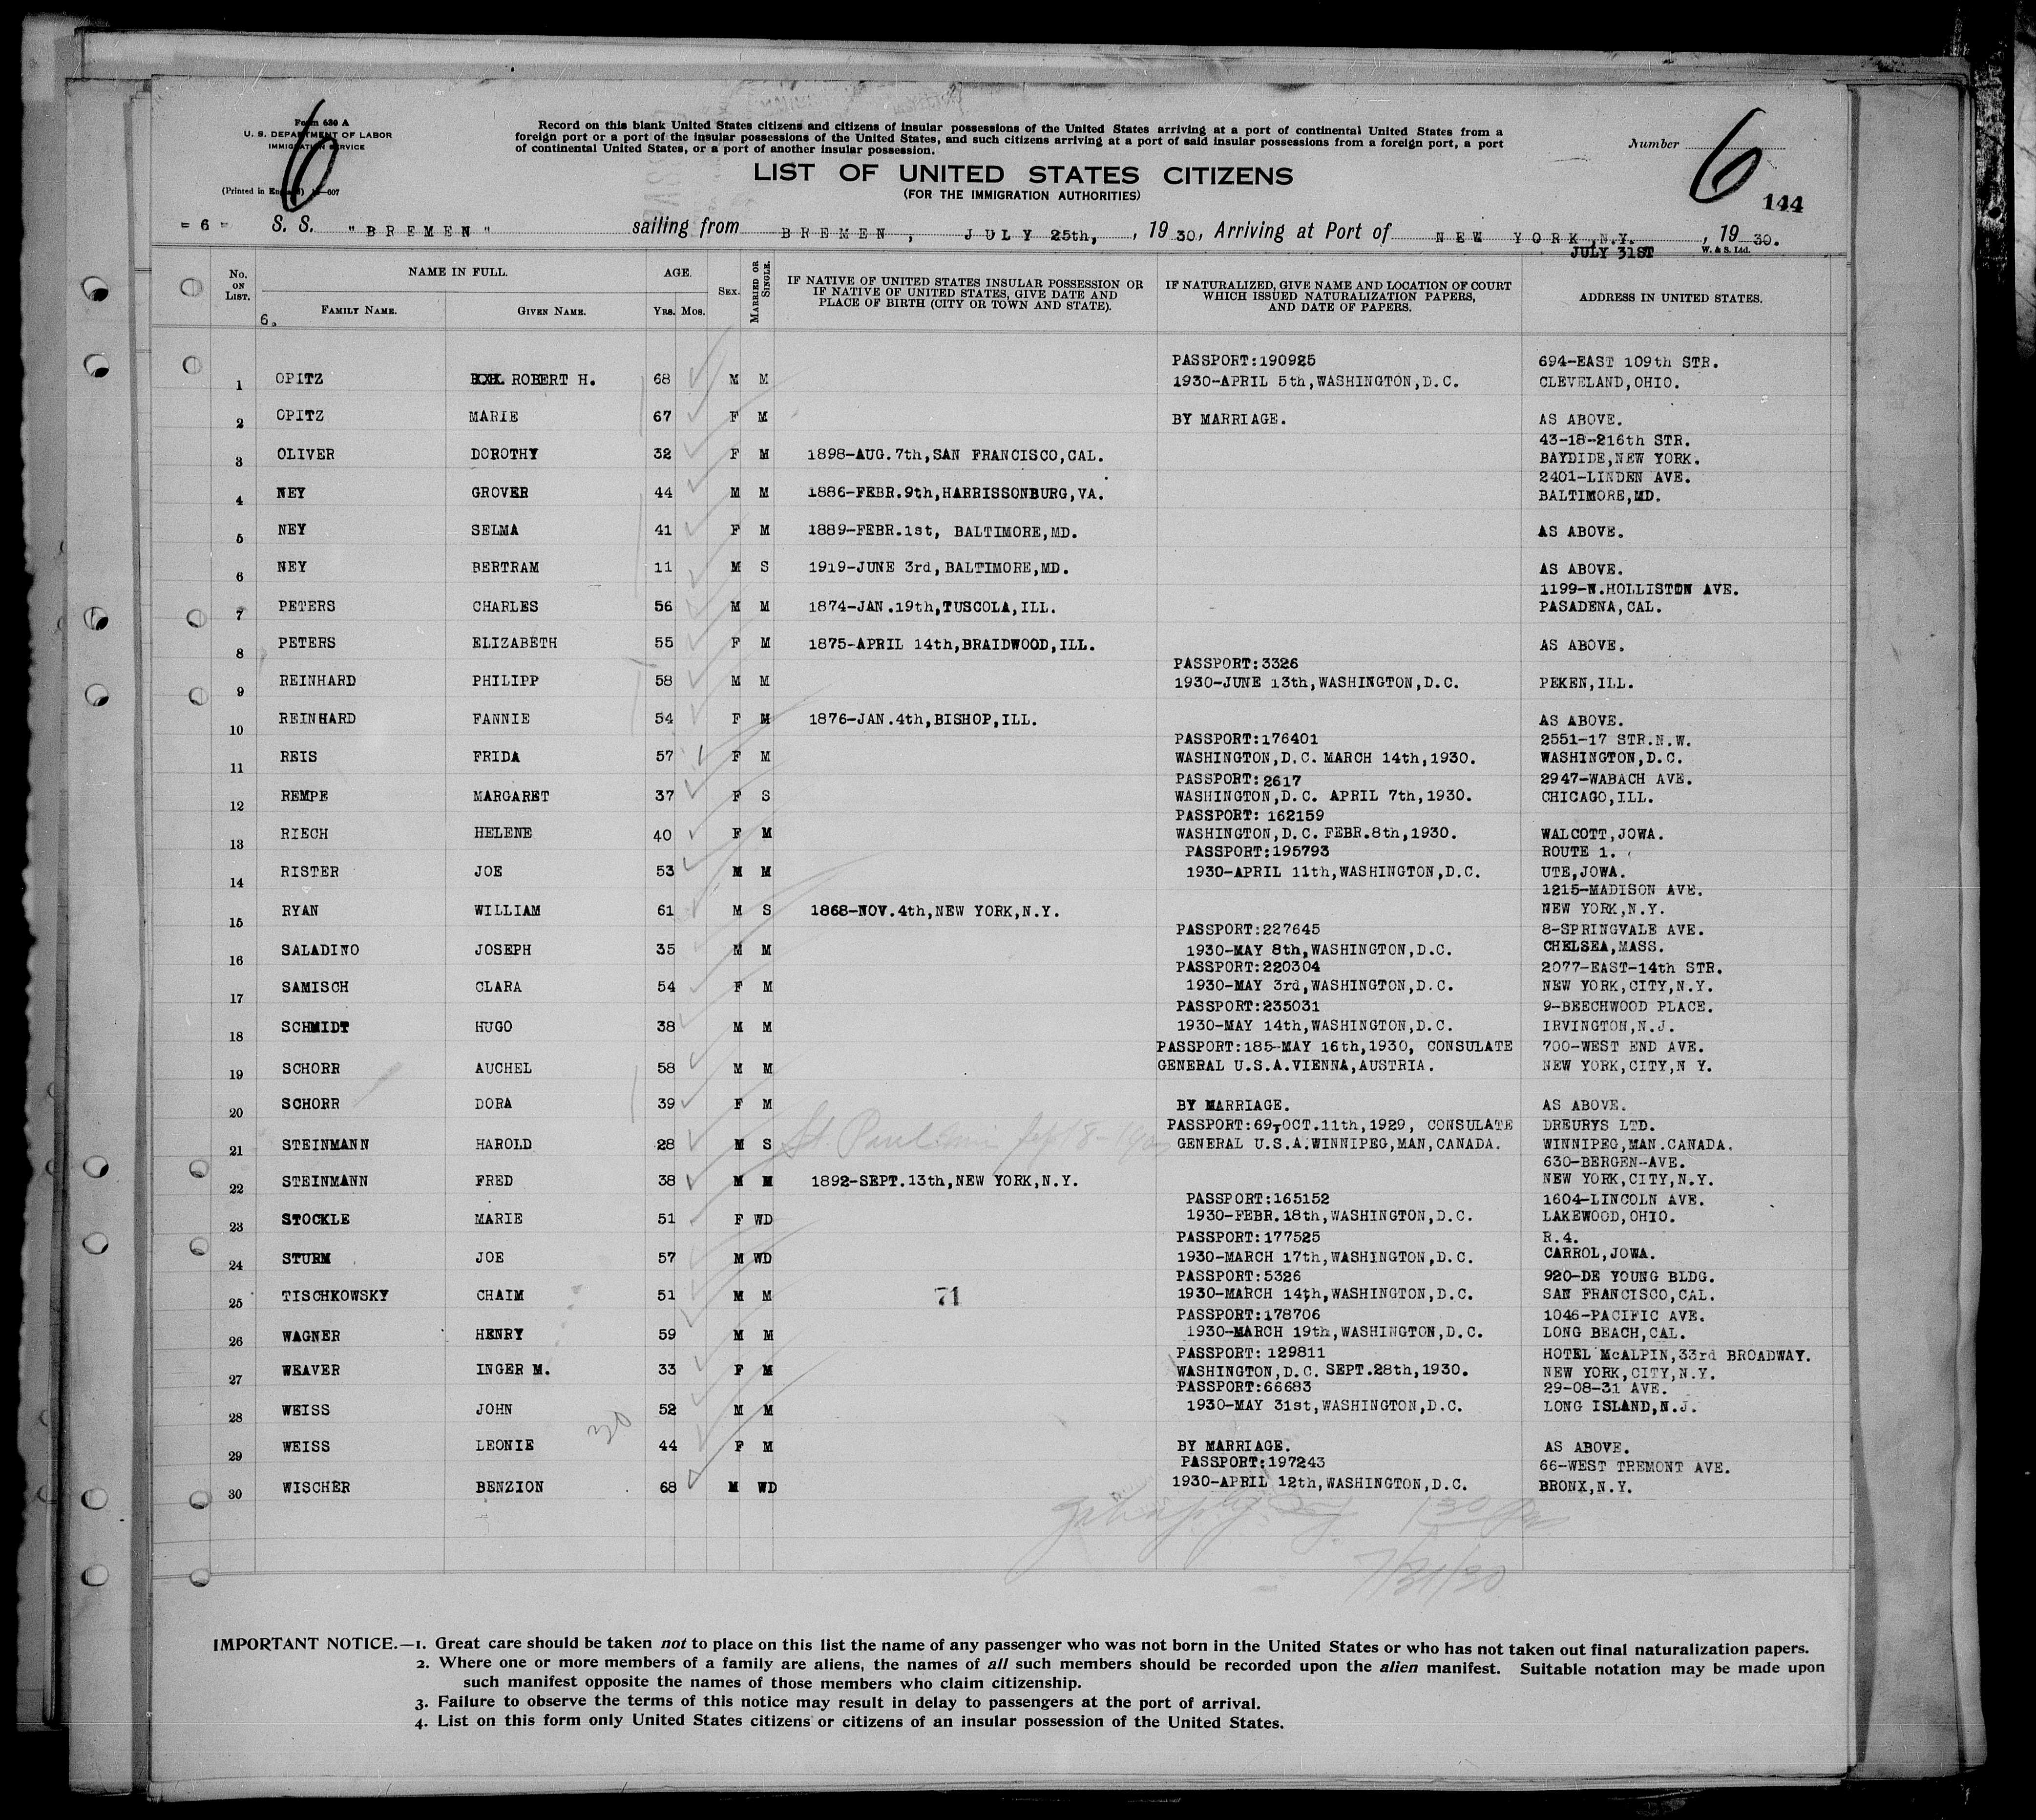 Form 630 A
U. S. DEPARTMENT OF LABOR
IMMIGRATION SERVICE
(Printed in England) 607
6
Record on this blank United States citizens and citizens of insular possessions of the United States arriving at a port of continental United States from a
foreign port or a port of the insular possessions of the United States, and such citizens arriving at a port of said insular possessions from a foreign port, a port
of continental United States, or a port of another insular possession.
Number 6
144
LIST OF UNITED STATES CITIZENS
(FOR THE IMMIGRATION AUTHORITIES)
= 6 = S. S. "BREMEN" sailing from BREMEN, JULY 25th, , 19 30, Arriving at Port of NEW YORK, N.Y. , 19 30.
JULY 31ST W. & S. Ltd.
No. ON LIST. NAME IN FULL. AGE. SEX. MARRIED OR SINGLE. IF NATIVE OF UNITED STATES INSULAR POSSESSION OR IF NATIVE OF UNITED STATES, GIVE DATE AND PLACE OF BIRTH (CITY OR TOWN AND STATE). IF NATURALIZED, GIVE NAME AND LOCATION OF COURT WHICH ISSUED NATURALIZATION PAPERS, AND DATE OF PAPERS. ADDRESS IN UNITED STATES.
6. FAMILY NAME. GIVEN NAME. YRS. MOS.
PASSPORT:190925 694-EAST 109th STR.
1 OPITZ ROBERT H. 68 M M 1930-APRIL 5th,WASHINGTON,D.C. CLEVELAND,OHIO.
2 OPITZ MARIE 67 F M BY MARRIAGE. AS ABOVE.
43-18-216th STR.
3 OLIVER DOROTHY 32 F M 1898-AUG.7th,SAN FRANCISCO,CAL. BAYDIDE,NEW YORK.
2401-LINDEN AVE.
4 NEY GROVER 44 M M 1886-FEBR.9th,HARRISSONBURG,VA. BALTIMORE,MD.
5 NEY SELMA 41 F M 1889-FEBR.1st, BALTIMORE,MD. AS ABOVE.
6 NEY BERTRAM 11 M S 1919-JUNE 3rd,BALTIMORE,MD. AS ABOVE.
1199-N.HOLLISTON AVE.
7 PETERS CHARLES 56 M M 1874-JAN.19th,TUSCOLA,ILL. PASADENA,CAL.
8 PETERS ELIZABETH 55 F M 1875-APRIL 14th,BRAIDWOOD,ILL. AS ABOVE.
PASSPORT:3326
9 REINHARD PHILIPP 58 M M 1930-JUNE 13th,WASHINGTON,D.C. PEKEN,ILL.
10 REINHARD FANNIE 54 F M 1876-JAN.4th,BISHOP,ILL. AS ABOVE.
PASSPORT:176401 2551-17 STR.N.W.
11 REIS FRIDA 57 F M WASHINGTON,D.C. MARCH 14th,1930. WASHINGTON,D.C.
PASSPORT:2617 2947-WABACH AVE.
12 REMPE MARGARET 37 F S WASHINGTON,D.C. APRIL 7th,1930. CHICAGO,ILL.
PASSPORT: 162159
13 RIECH HELENE 40 F M WASHINGTON,D.C. FEBR.8th,1930. WALCOTT,JOWA.
PASSPORT:195793 ROUTE 1.
14 RISTER JOE 53 M M 1930-APRIL 11th,WASHINGTON,D.C. UTE,JOWA.
1215-MADISON AVE.
15 RYAN WILLIAM 61 M S 1868-NOV.4th,NEW YORK,N.Y. NEW YORK,N.Y.
PASSPORT:227645 8-SPRINGVALE AVE.
16 SALADINO JOSEPH 35 M M 1930-MAY 8th,WASHINGTON,D.C. CHELSEA,MASS.
PASSPORT:220304 2077-EAST-14th STR.
17 SAMISCH CLARA 54 F M 1930-MAY 3rd,WASHINGTON,D.C. NEW YORK,CITY,N.Y.
PASSPORT:235031 9-BEECHWOOD PLACE.
18 SCHMIDT HUGO 38 M M 1930-MAY 14th,WASHINGTON,D.C. IRVINGTON,N.J.
PASSPORT:185-MAY 16th,1930, CONSULATE 700-WEST END AVE.
19 SCHORR AUCHEL 58 M M GENERAL U.S.A.VIENNA,AUSTRIA. NEW YORK,CITY,N Y.
20 SCHORR DORA 39 F M BY MARRIAGE. AS ABOVE.
PASSPORT:69,OCT.11th,1929, CONSULATE DREURYS LTD.
21 STEINMANN HAROLD 28 M S St. Paul GENERAL U.S.A.WINNIPEG,MAN,CANADA. WINNIPEG,MAN.CANADA.
630-BERGEN-AVE.
22 STEINMANN FRED 38 M M 1892-SEPT.13th,NEW YORK,N.Y. NEW YORK,CITY,N.Y.
PASSPORT:165152 1604-LINCOLN AVE.
23 STOCKLE MARIE 51 F WD 1930-FEBR.18th,WASHINGTON,D.C. LAKEWOOD,OHIO.
PASSPORT:177525 R.4.
24 STURM JOE 57 M WD 1930-MARCH 17th,WASHINGTON,D.C. CARROL,JOWA.
PASSPORT:5326 920-DE YOUNG BLDG.
25 TISCHKOWSKY CHAIM 51 M M 71 1930-MARCH 14th,WASHINGTON,D.C. SAN FRANCISCO,CAL.
PASSPORT:178706 1046-PACIFIC AVE.
26 WAGNER HENRY 59 M M 1930-MARCH 19th,WASHINGTON,D.C. LONG BEACH,CAL.
PASSPORT: 129811 HOTEL McALPIN,33rd BROADWAY.
27 WEAVER INGER M. 33 F M WASHINGTON,D.C. SEPT.28th,1930. NEW YORK,CITY,N.Y.
PASSPORT:66683 29-08-31 AVE.
28 WEISS JOHN 52 M M 1930-MAY 31st,WASHINGTON,D.C. LONG ISLAND,N.J.
30
29 WEISS LEONIE 44 F M BY MARRIAGE. AS ABOVE.
PASSPORT:197243 66-WEST TREMONT AVE.
30 WISCHER BENZION 68 M WD 1930-APRIL 12th,WASHINGTON,D.C. BRONX,N.Y.
7/31/30
IMPORTANT NOTICE.—1. Great care should be taken not to place on this list the name of any passenger who was not born in the United States or who has not taken out final naturalization papers.
2. Where one or more members of a family are aliens, the names of all such members should be recorded upon the alien manifest. Suitable notation may be made upon
such manifest opposite the names of those members who claim citizenship.
3. Failure to observe the terms of this notice may result in delay to passengers at the port of arrival.
4. List on this form only United States citizens or citizens of an insular possession of the United States.